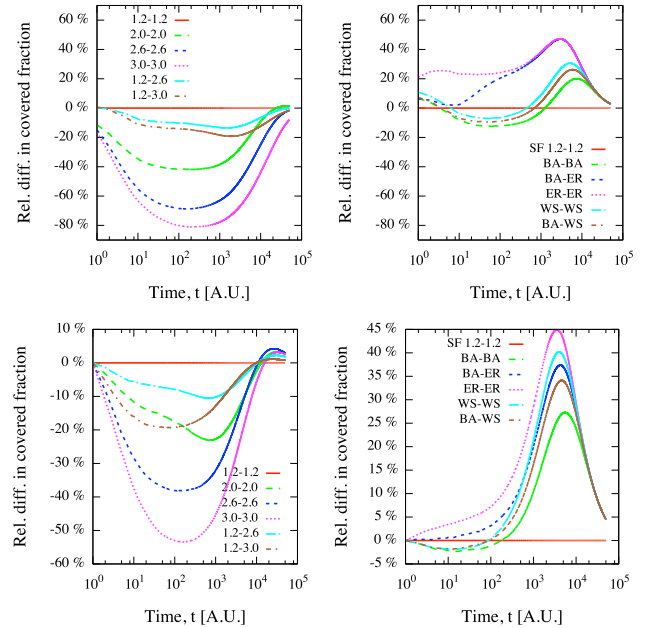 60 %
40 %
20 %
0 %
-20 %
-40 %
-60 %
-80 %
Rel. diff. in covered fraction
1.2-1.2
2.0-2.0
2.6-2.6
3.0-3.0
1.2-2.6
1.2-3.0
10^0 10^1 10^2 10^3 10^4 10^5
Time, t [A.U.]
60 %
40 %
20 %
0 %
-20 %
-40 %
-60 %
-80 %
Rel. diff. in covered fraction
SF 1.2-1.2
BA-BA
BA-ER
ER-ER
WS-WS
BA-WS
10^0 10^1 10^2 10^3 10^4 10^5
Time, t [A.U.]
10 %
0 %
-10 %
-20 %
-30 %
-40 %
-50 %
-60 %
Rel. diff. in covered fraction
1.2-1.2
2.0-2.0
2.6-2.6
3.0-3.0
1.2-2.6
1.2-3.0
10^0 10^1 10^2 10^3 10^4 10^5
Time, t [A.U.]
45 %
40 %
35 %
30 %
25 %
20 %
15 %
10 %
5 %
0 %
-5 %
Rel. diff. in covered fraction
SF 1.2-1.2
BA-BA
BA-ER
ER-ER
WS-WS
BA-WS
10^0 10^1 10^2 10^3 10^4 10^5
Time, t [A.U.]